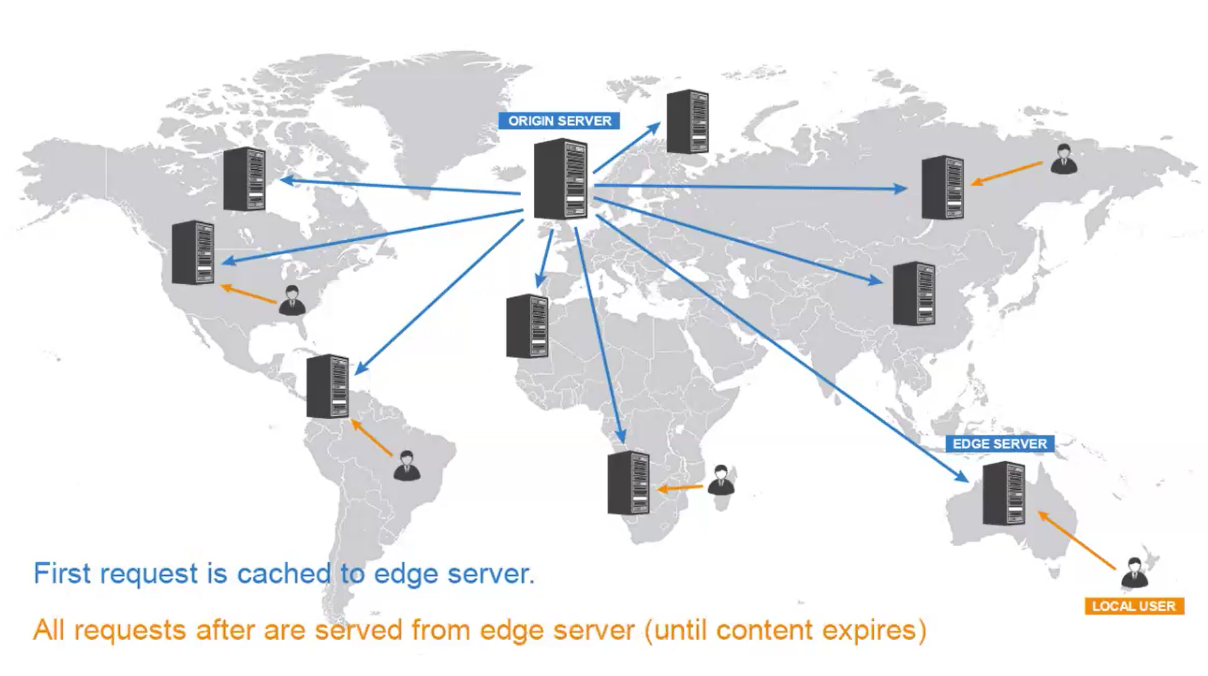 ORIGIN SERVER
EDGE SERVER
First request is cached to edge server.
LOCAL USER
All requests after are served from edge server (until content expires)